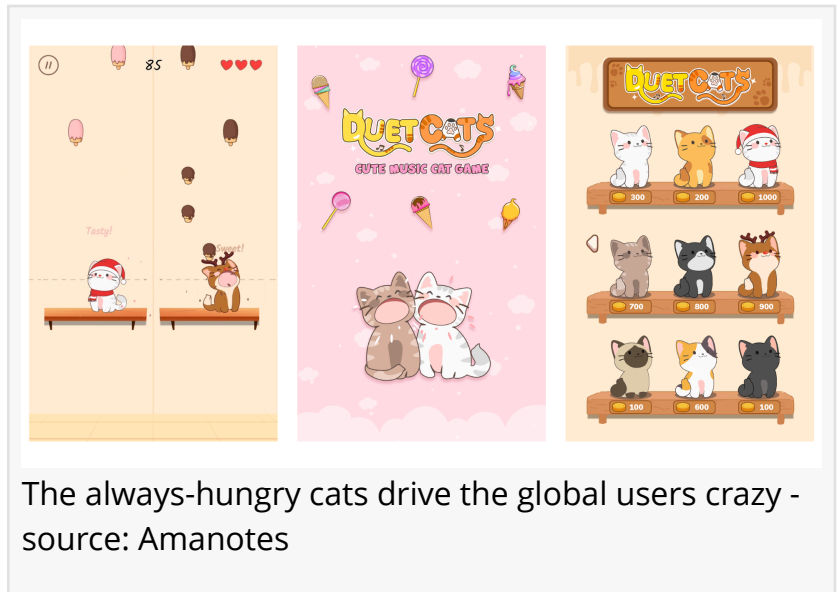 85
Tasty!
Sweet!
DUET CATS
CUTE MUSIC CAT GAME
DUET CATS
300 200 1000
700 800 900
100 600 100
The always-hungry cats drive the global users crazy -
source: Amanotes